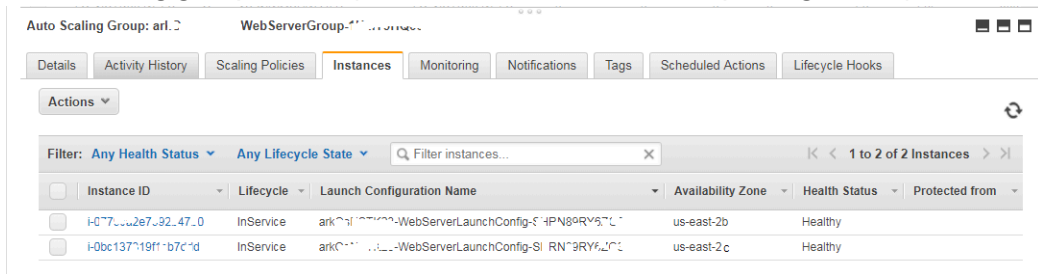 Auto Scaling Group:
Details Activity History Scaling Policies Instances Monitoring Notifications Tags Scheduled Actions Lifecycle Hooks
Actions
Filter: Any Health Status Any Lifecycle State Filter instances... 1 to 2 of 2 Instances
Instance ID Lifecycle Launch Configuration Name Availability Zone Health Status Protected from
InService us-east-2b Healthy
InService us-east-2c Healthy